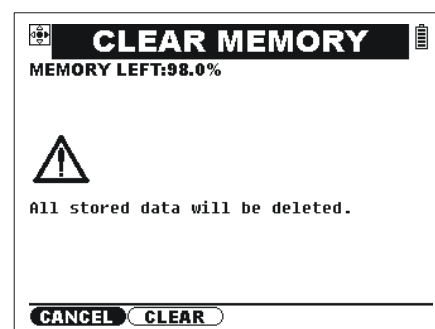 CLEAR MEMORY
MEMORY LEFT:98.0%
All stored data will be deleted.
CANCEL CLEAR